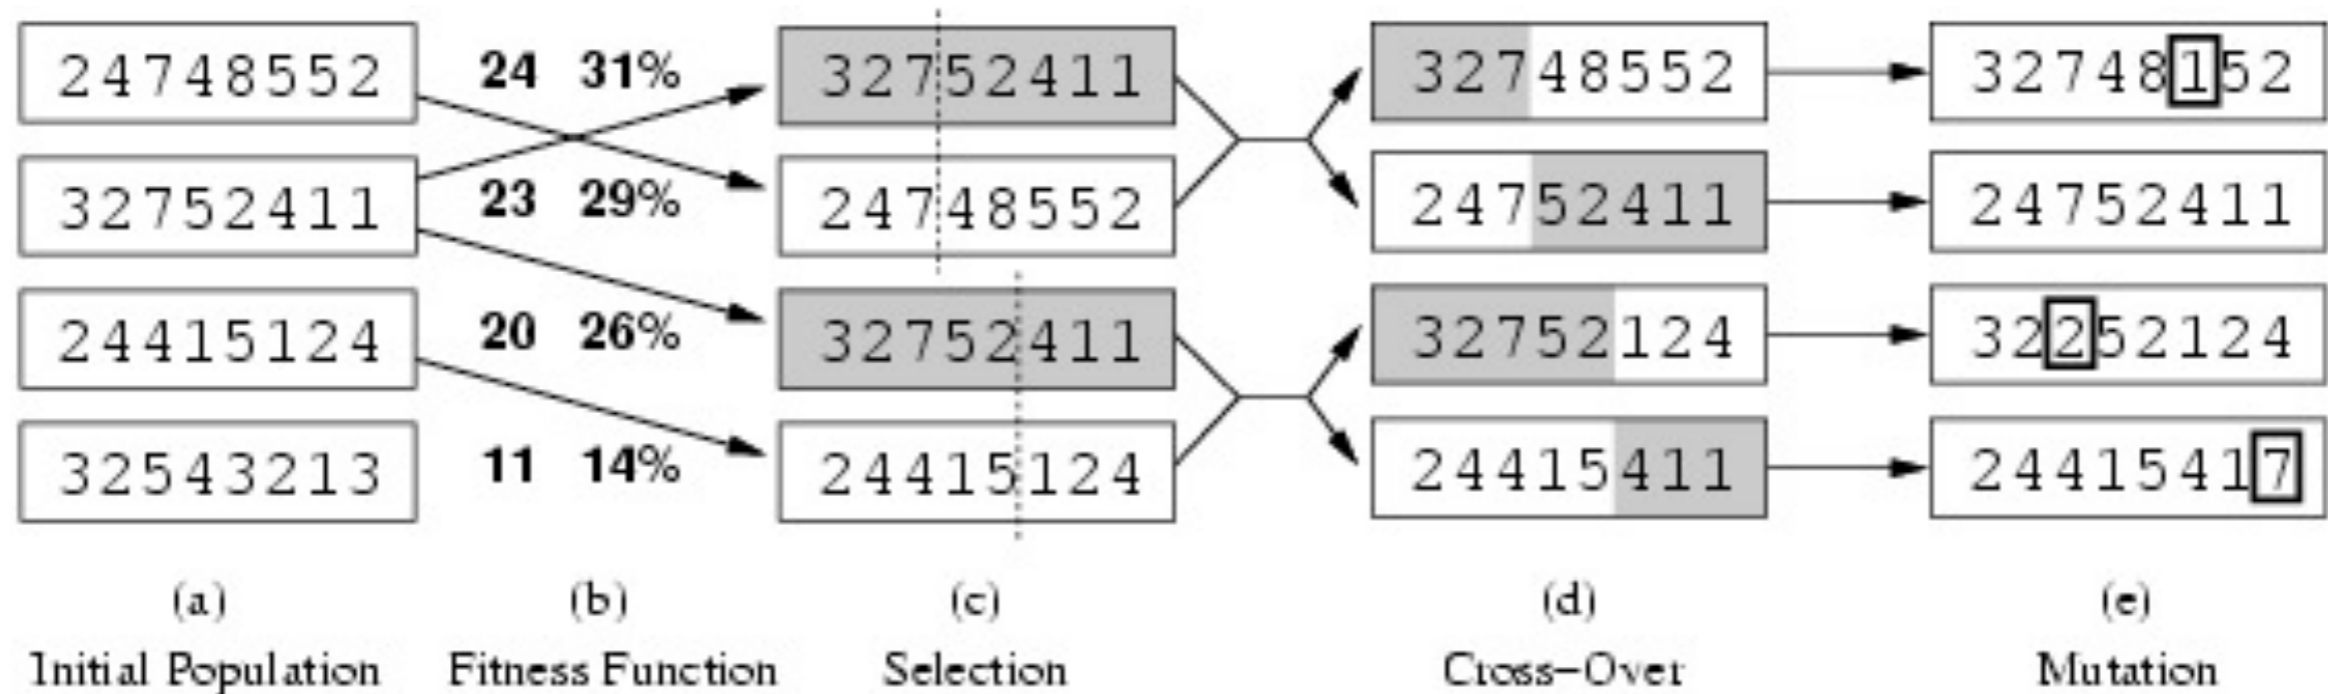 24748552 24 31% 32752411 32748552 32748152
32752411 23 29% 24748552 24752411 24752411
24415124 20 26% 32752411 32752124 32252124
32543213 11 14% 24415124 24415411 24415417
(a) (b) (c) (d) (e)
Initial Population Fitness Function Selection Cross–Over Mutation